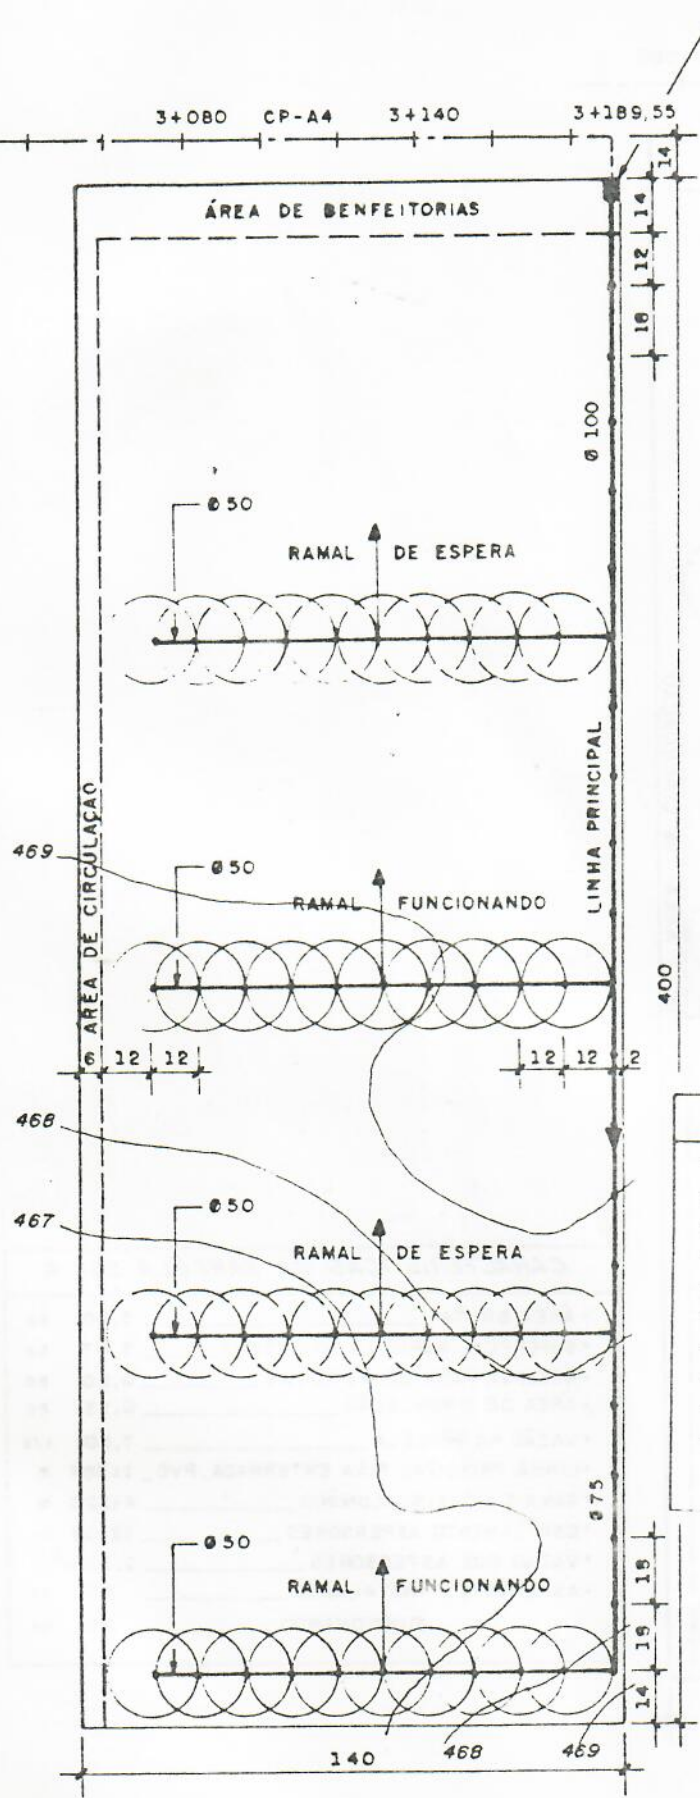 3+080 CP-A4 3+140 3+189,55
14
ÁREA DE BENFEITORIAS
14
12
18
Ø 100
Ø 50
RAMAL DE ESPERA
LINHA PRINCIPAL
ÁREA DE CIRCULAÇAO
469
Ø 50
RAMAL FUNCIONANDO
400
6 12 12 12 12 2
468
Ø 50
467
RAMAL DE ESPERA
Ø 75
Ø 50
18
RAMAL FUNCIONANDO
18
14
140 468 469